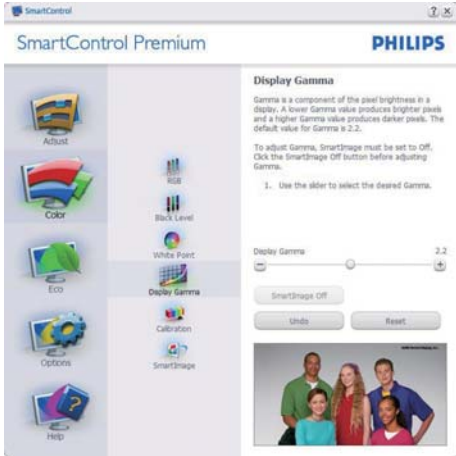 SmartControl
SmartControl Premium
PHILIPS
Adjust
Color
Eco
Options
Help
RGB
Black Level
White Point
Display Gamma
Calibration
SmartImage
Display Gamma
Gamma is a component of the pixel brightness in a
display. A lower Gamma value produces brighter pixels
and a higher Gamma value produces darker pixels. The
default value for Gamma is 2.2.
To adjust Gamma, SmartImage must be set to Off.
Click the SmartImage Off button before adjusting
Gamma.
1. Use the slider to select the desired Gamma.
Display Gamma 2.2
SmartImage Off
Undo Reset